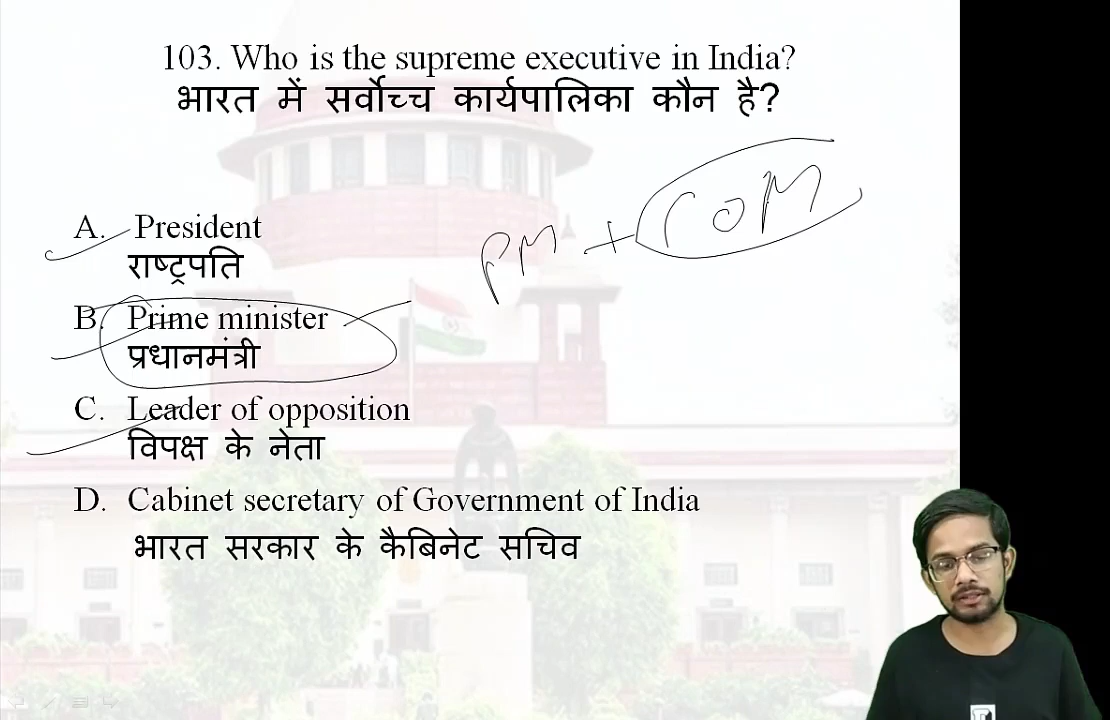 103. Who is the supreme executive in India?
भारत में सर्वोच्च कार्यपालिका कौन है?
PM + COM
A. President
राष्ट्रपति
B. Prime minister
प्रधानमंत्री
C. Leader of opposition
विपक्ष के नेता
D. Cabinet secretary of Government of India
भारत सरकार के कैबिनेट सचिव